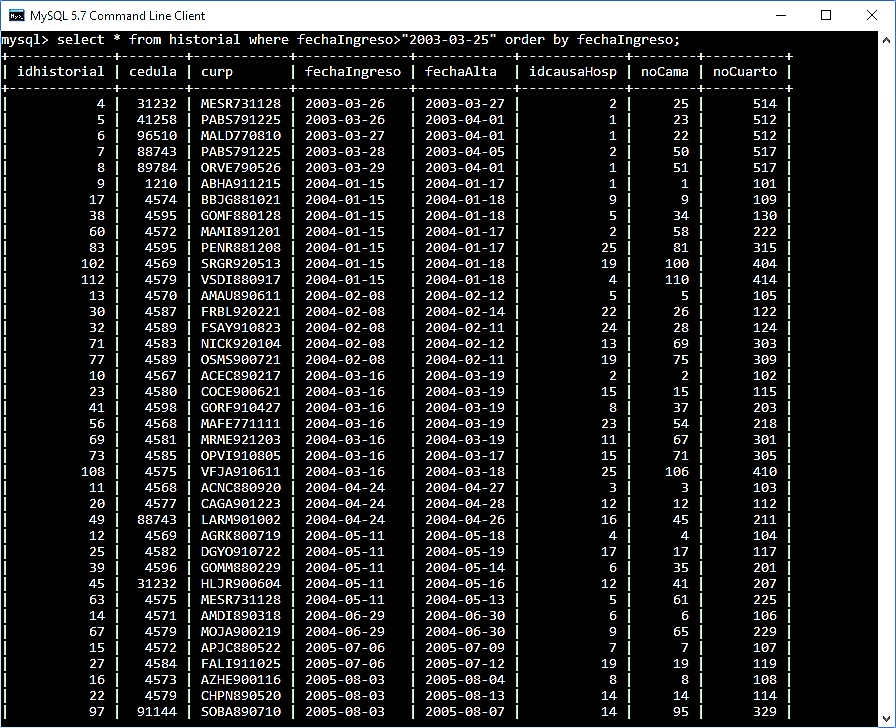 MySQL 5.7 Command Line Client
mysql> select * from historial where fechaIngreso>"2003-03-25" order by fechaIngreso;
+-------------+--------+------------+--------------+------------+-------------+--------+----------+
| idhistorial | cedula | curp | fechaIngreso | fechaAlta | idcausaHosp | noCama | noCuarto |
+-------------+--------+------------+--------------+------------+-------------+--------+----------+
| 4 | 31232 | MESR731128 | 2003-03-26 | 2003-03-27 | 2 | 25 | 514 |
| 5 | 41258 | PABS791225 | 2003-03-26 | 2003-04-01 | 1 | 23 | 512 |
| 6 | 96510 | MALD770810 | 2003-03-27 | 2003-04-01 | 1 | 22 | 512 |
| 7 | 88743 | PABS791225 | 2003-03-28 | 2003-04-05 | 2 | 50 | 517 |
| 8 | 89784 | ORVE790526 | 2003-03-29 | 2003-04-01 | 1 | 51 | 517 |
| 9 | 1210 | ABHA911215 | 2004-01-15 | 2004-01-17 | 1 | 1 | 101 |
| 17 | 4574 | BBJG881021 | 2004-01-15 | 2004-01-18 | 9 | 9 | 109 |
| 38 | 4595 | GOMF880128 | 2004-01-15 | 2004-01-18 | 5 | 34 | 130 |
| 60 | 4572 | MAMI891201 | 2004-01-15 | 2004-01-17 | 2 | 58 | 222 |
| 83 | 4595 | PENR881208 | 2004-01-15 | 2004-01-17 | 25 | 81 | 315 |
| 102 | 4569 | SRGR920513 | 2004-01-15 | 2004-01-18 | 19 | 100 | 404 |
| 112 | 4579 | VSDI880917 | 2004-01-15 | 2004-01-18 | 4 | 110 | 414 |
| 13 | 4570 | AMAU890611 | 2004-02-08 | 2004-02-12 | 5 | 5 | 105 |
| 30 | 4587 | FRBL920221 | 2004-02-08 | 2004-02-14 | 22 | 26 | 122 |
| 32 | 4589 | FSAY910823 | 2004-02-08 | 2004-02-11 | 24 | 28 | 124 |
| 71 | 4583 | NICK920104 | 2004-02-08 | 2004-02-12 | 13 | 69 | 303 |
| 77 | 4589 | OSMS900721 | 2004-02-08 | 2004-02-11 | 19 | 75 | 309 |
| 10 | 4567 | ACEC890217 | 2004-03-16 | 2004-03-19 | 2 | 2 | 102 |
| 23 | 4580 | COCE900621 | 2004-03-16 | 2004-03-19 | 15 | 15 | 115 |
| 41 | 4598 | GORF910427 | 2004-03-16 | 2004-03-19 | 8 | 37 | 203 |
| 56 | 4568 | MAFE771111 | 2004-03-16 | 2004-03-19 | 23 | 54 | 218 |
| 69 | 4581 | MRME921203 | 2004-03-16 | 2004-03-19 | 11 | 67 | 301 |
| 73 | 4585 | OPVI910805 | 2004-03-16 | 2004-03-17 | 15 | 71 | 305 |
| 108 | 4575 | VFJA910611 | 2004-03-16 | 2004-03-18 | 25 | 106 | 410 |
| 11 | 4568 | ACNC880920 | 2004-04-24 | 2004-04-27 | 3 | 3 | 103 |
| 20 | 4577 | CAGA901223 | 2004-04-24 | 2004-04-28 | 12 | 12 | 112 |
| 49 | 88743 | LARM901002 | 2004-04-24 | 2004-04-26 | 16 | 45 | 211 |
| 12 | 4569 | AGRK800719 | 2004-05-11 | 2004-05-18 | 4 | 4 | 104 |
| 25 | 4582 | DGYO910722 | 2004-05-11 | 2004-05-19 | 17 | 17 | 117 |
| 39 | 4596 | GOMM880229 | 2004-05-11 | 2004-05-14 | 6 | 35 | 201 |
| 45 | 31232 | HLJR900604 | 2004-05-11 | 2004-05-16 | 12 | 41 | 207 |
| 63 | 4575 | MESR731128 | 2004-05-11 | 2004-05-13 | 5 | 61 | 225 |
| 14 | 4571 | AMDI890318 | 2004-06-29 | 2004-06-30 | 6 | 6 | 106 |
| 67 | 4579 | MOJA900219 | 2004-06-29 | 2004-06-30 | 9 | 65 | 229 |
| 15 | 4572 | APJC880522 | 2005-07-06 | 2005-07-09 | 7 | 7 | 107 |
| 27 | 4584 | FALI911025 | 2005-07-06 | 2005-07-12 | 19 | 19 | 119 |
| 16 | 4573 | AZHE900116 | 2005-08-03 | 2005-08-04 | 8 | 8 | 108 |
| 22 | 4579 | CHPN890520 | 2005-08-03 | 2005-08-13 | 14 | 14 | 114 |
| 97 | 91144 | SOBA890710 | 2005-08-03 | 2005-08-07 | 14 | 95 | 329 |